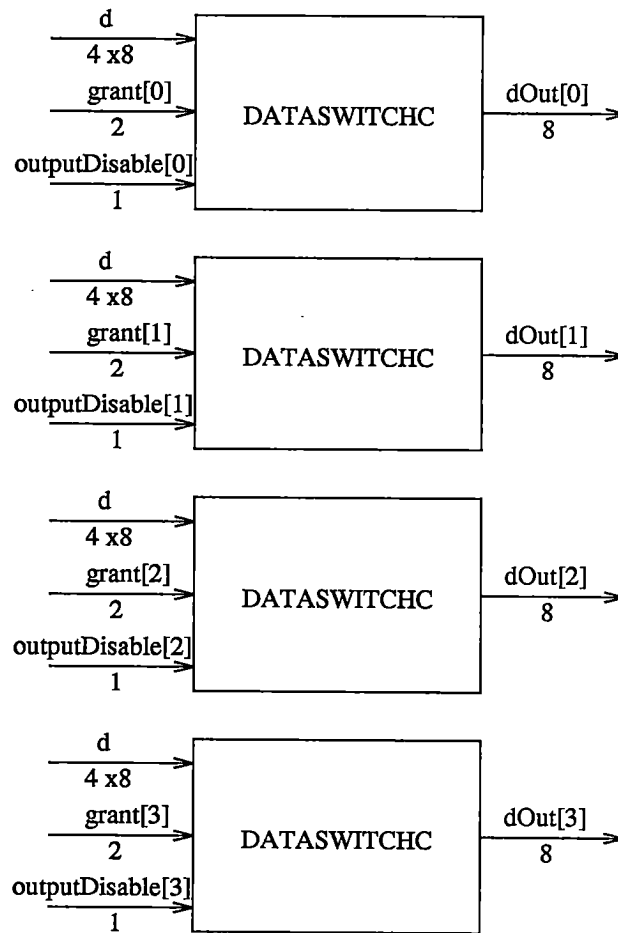 d
4 x8
grant[0]
2
outputDisable[0]
1
DATASWITCHC
dOut[0]
8
d
4 x8
grant[1]
2
outputDisable[1]
1
DATASWITCHC
dOut[1]
8
d
4 x8
grant[2]
2
outputDisable[2]
1
DATASWITCHC
dOut[2]
8
d
4 x8
grant[3]
2
outputDisable[3]
1
DATASWITCHC
dOut[3]
8